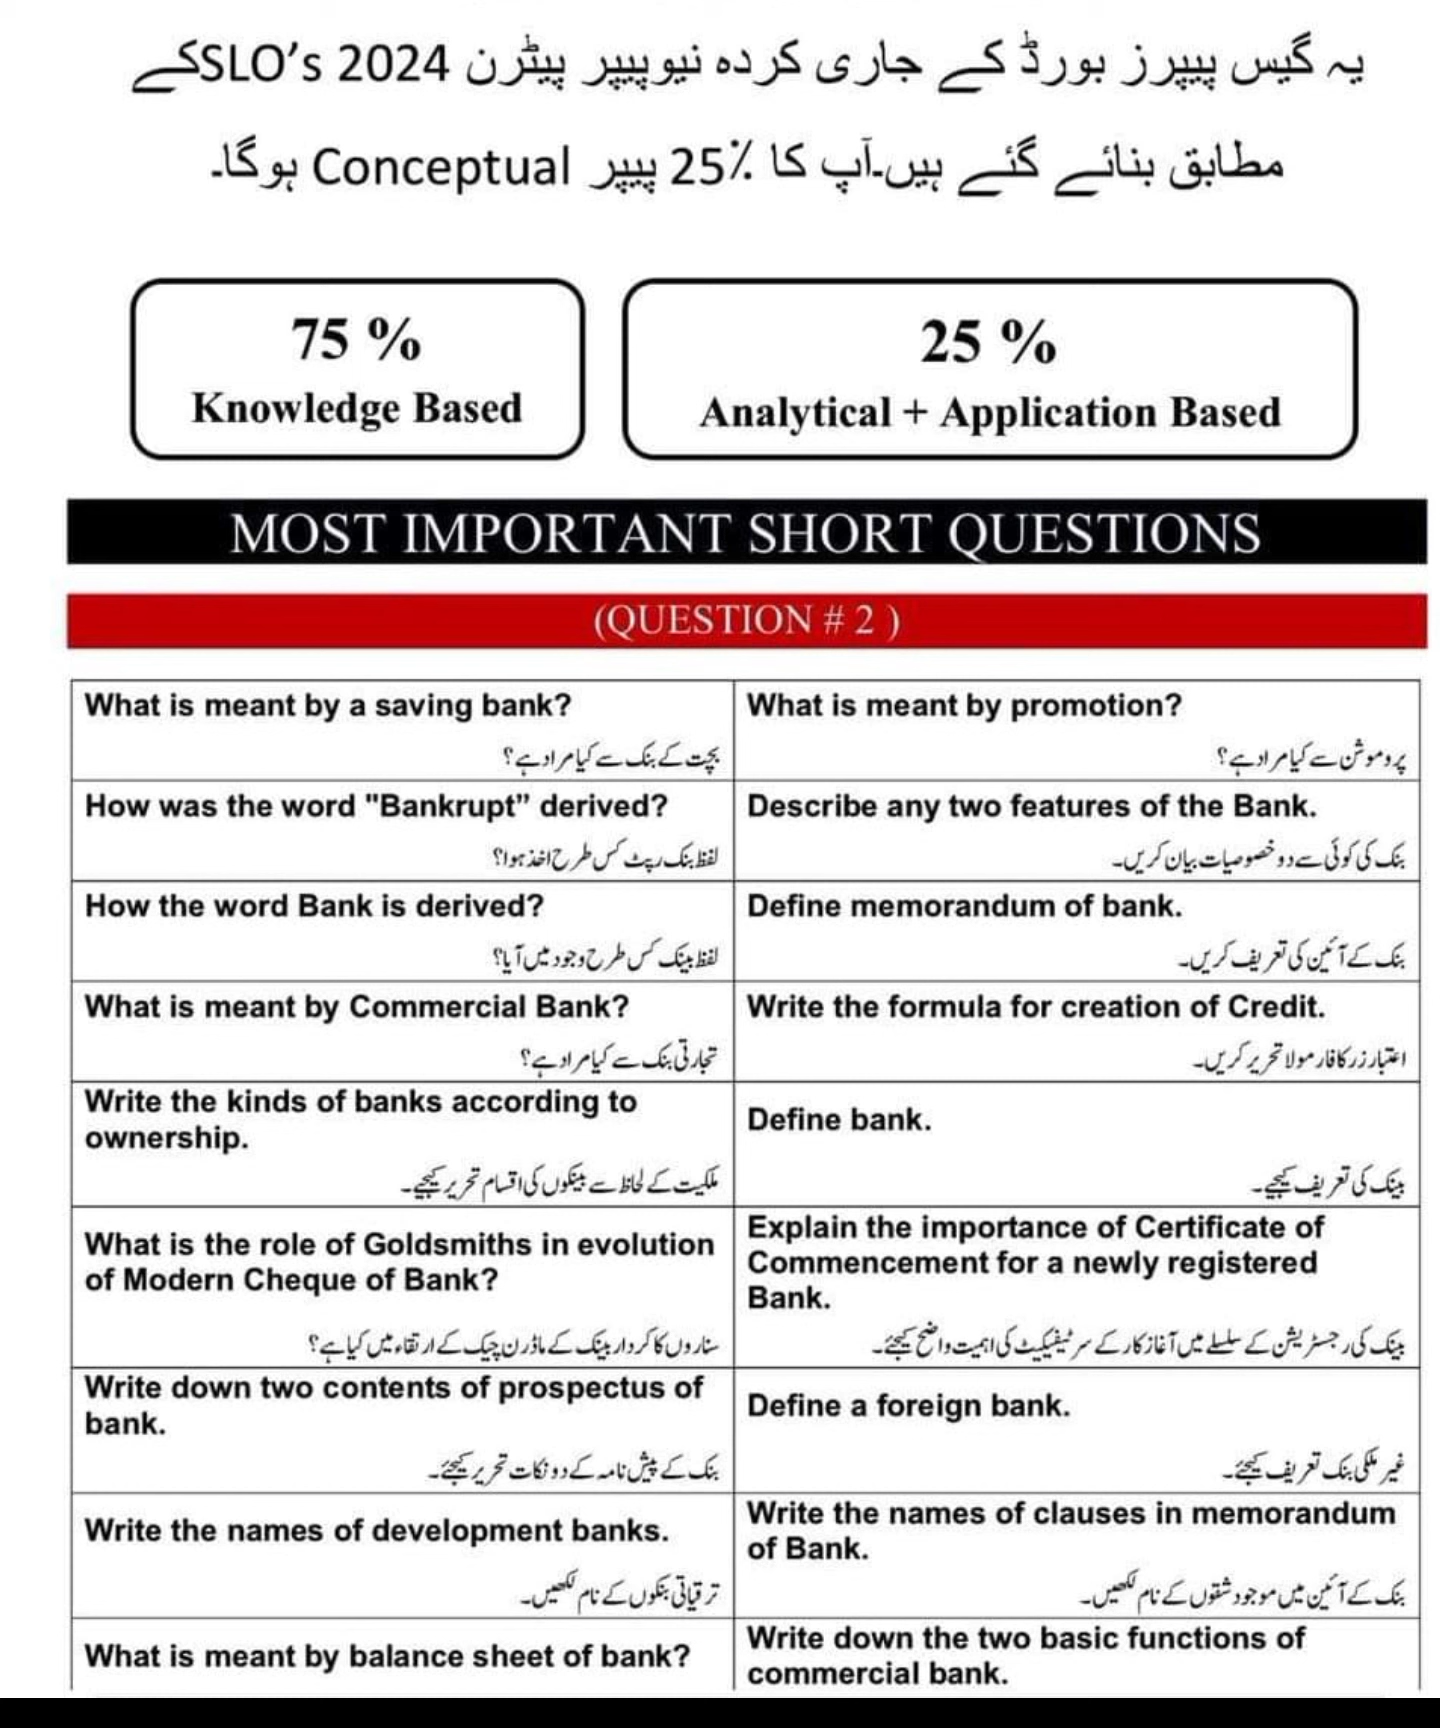 یہ گیس پیپرز بورڈ کے جاری کردہ نیوپیپر پیٹرن SLO’s 2024کے
مطابق بنائے گئے ہیں۔آپ کا 25٪ پیپر Conceptual ہوگا۔
75 %
Knowledge Based
25 %
Analytical + Application Based
MOST IMPORTANT SHORT QUESTIONS
(QUESTION # 2 )
What is meant by a saving bank?
بچت کے بنک سے کیا مراد ہے؟
What is meant by promotion?
پروموشن سے کیا مراد ہے؟
How was the word "Bankrupt” derived?
لفظ بنک رپٹ کس طرح اخذ ہوا؟
Describe any two features of the Bank.
بنک کی کوئی سے دو خصوصیات بیان کریں۔
How the word Bank is derived?
لفظ بینک کس طرح وجود میں آیا؟
Define memorandum of bank.
بنک کے آئین کی تعریف کریں۔
What is meant by Commercial Bank?
تجارتی بنک سے کیا مراد ہے؟
Write the formula for creation of Credit.
اعتبار زر کا فارمولا تحریر کریں۔
Write the kinds of banks according to
ownership.
ملکیت کے لحاظ سے بینکوں کی اقسام تحریر کیجیے۔
Define bank.
بینک کی تعریف کیجیے۔
What is the role of Goldsmiths in evolution
of Modern Cheque of Bank?
سناروں کا کردار بینک کے ماڈرن چیک کے ارتقاء میں کیا ہے؟
Explain the importance of Certificate of
Commencement for a newly registered
Bank.
بینک کی رجسٹریشن کے سلسلے میں آغاز کار کے سرٹیفیکیٹ کی اہمیت واضح کیجئے۔
Write down two contents of prospectus of
bank.
بنک کے پیش نامہ کے دو نکات تحریر کیجئے۔
Define a foreign bank.
غیر ملکی بنک تعریف کیجئے۔
Write the names of development banks.
ترقیاتی بنکوں کے نام لکھیں۔
Write the names of clauses in memorandum
of Bank.
بنک کے آئین میں موجود شقوں کے نام لکھیں۔
What is meant by balance sheet of bank?
Write down the two basic functions of
commercial bank.